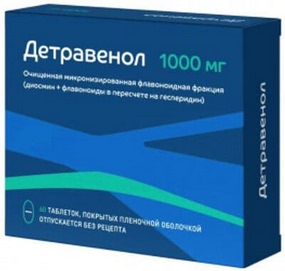 Детравенол 1000 мг
Очищенная микронизированная флавоноидная фракция
(диосмин + флавоноиды в пересчете на гесперидин)
60 ТАБЛЕТОК, ПОКРЫТЫХ ПЛЕНОЧНОЙ ОБОЛОЧКОЙ
ОТПУСКАЕТСЯ БЕЗ РЕЦЕПТА
Детравенол